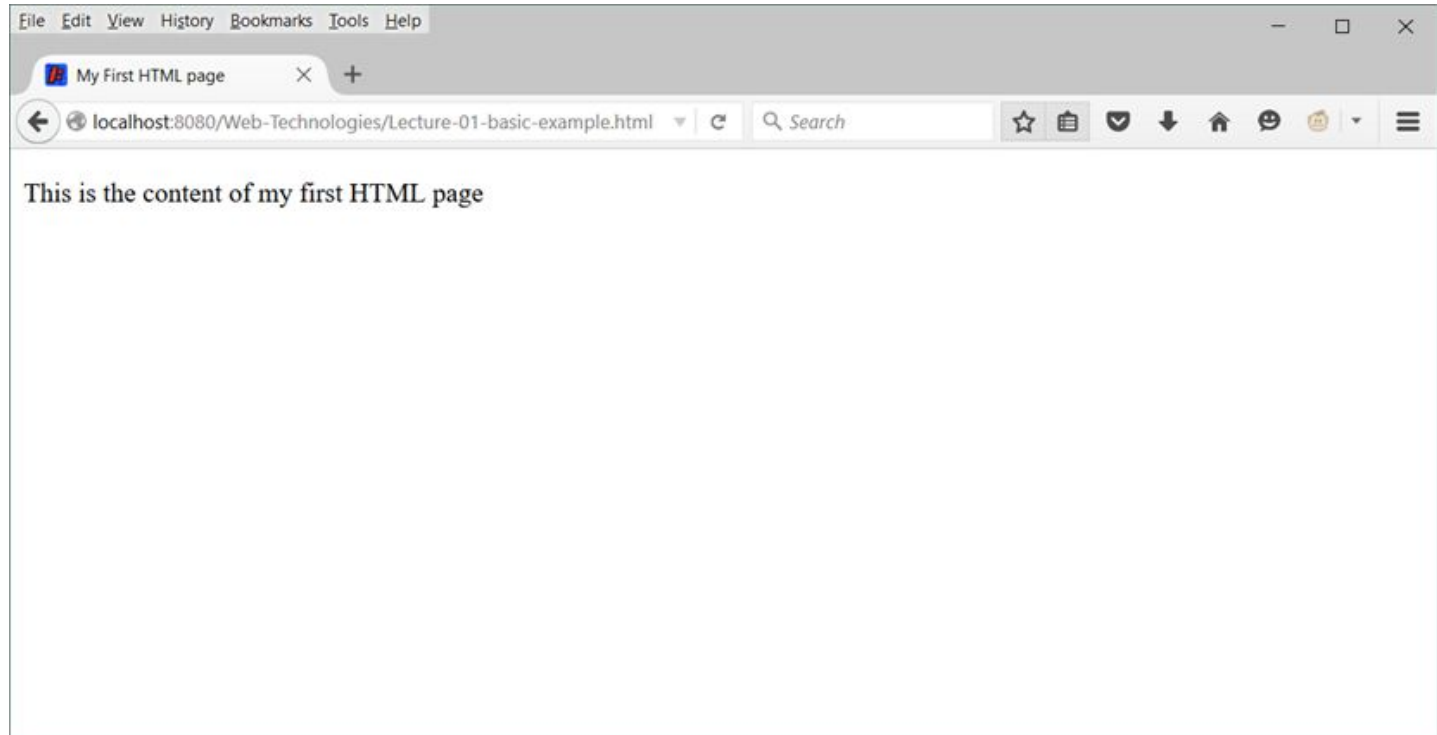 File Edit View History Bookmarks Tools Help
My First HTML page
localhost:8080/Web-Technologies/Lecture-01-basic-example.html Search
This is the content of my first HTML page